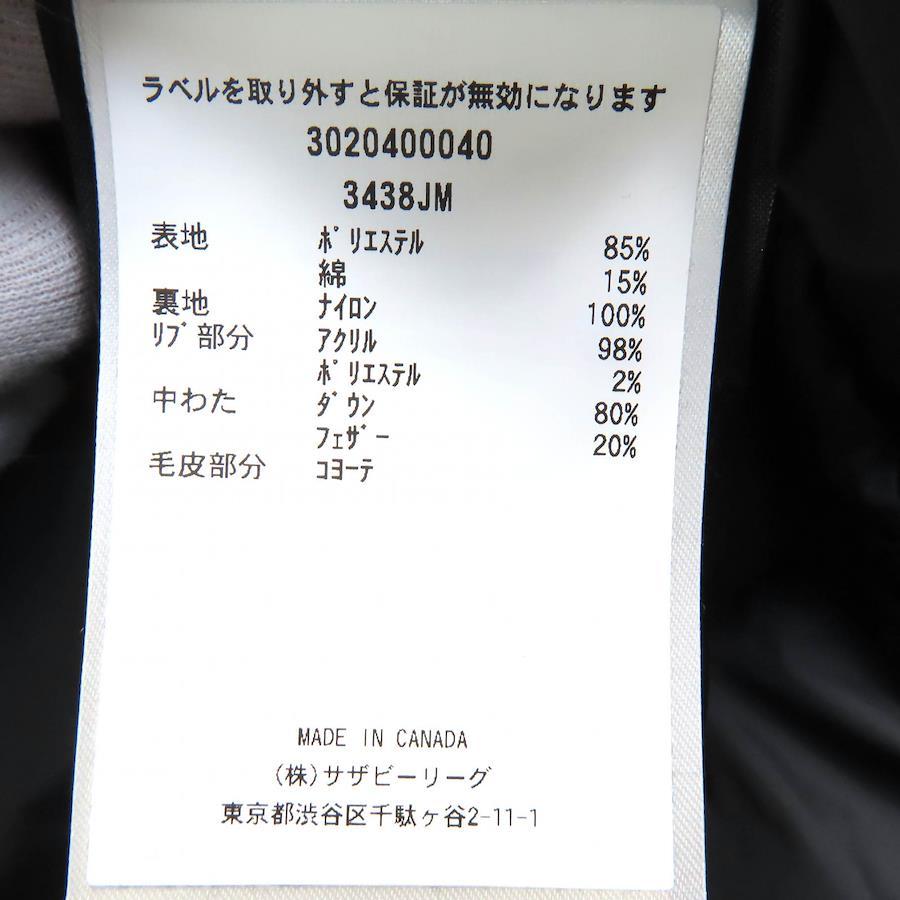 ラベルを取り外すと保証が無効になります
3020400040
3438JM
表地 ﾎﾟﾘｴｽﾃﾙ 85%
綿 15%
裏地 ﾅｲﾛﾝ 100%
ﾘﾌﾞ部分 ｱｸﾘﾙ 98%
ﾎﾟﾘｴｽﾃﾙ 2%
中わた ﾀﾞｳﾝ 80%
ﾌｪｻﾞｰ 20%
毛皮部分 ｺﾖｰﾃ
MADE IN CANADA
(株)サザビーリーグ
東京都渋谷区千駄ヶ谷2-11-1